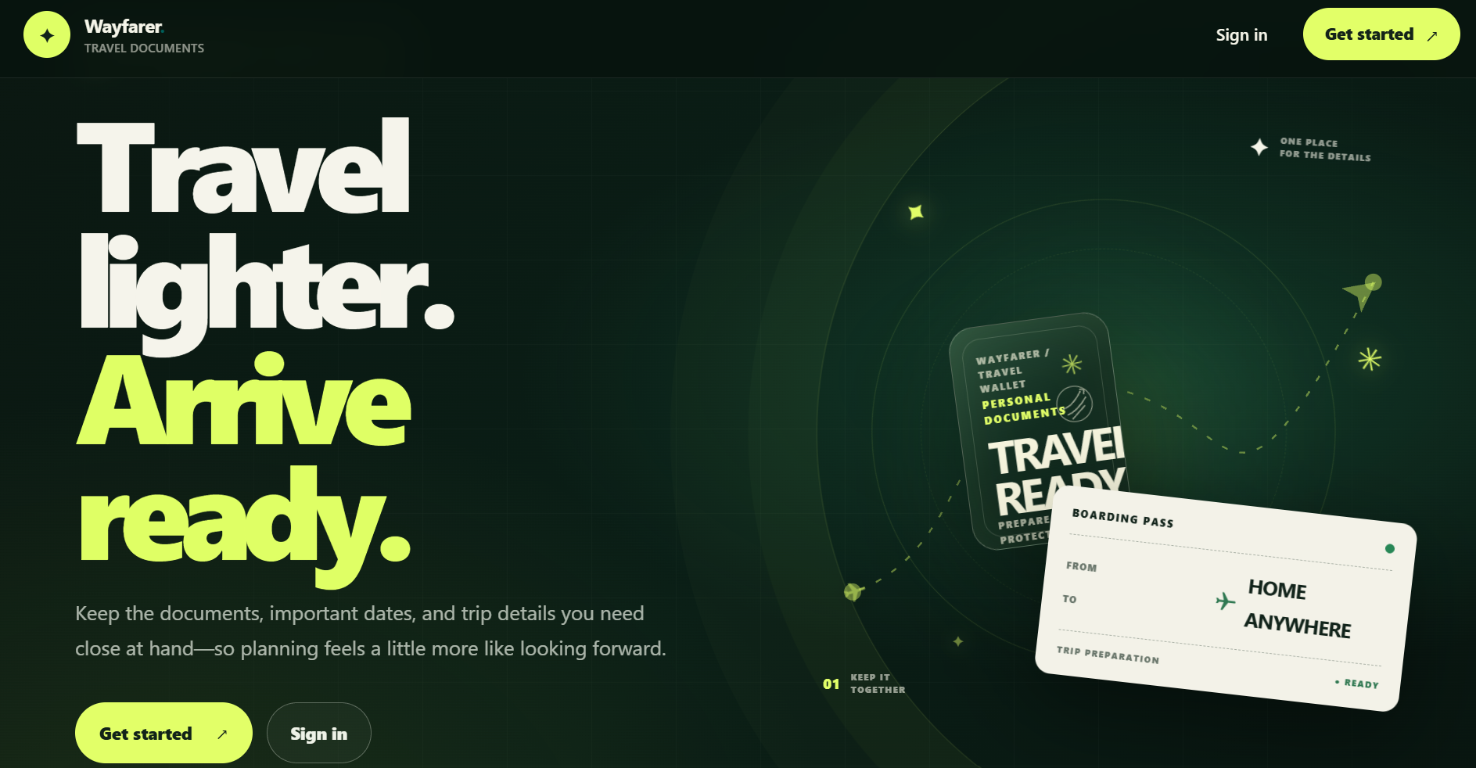 Wayfarer.
TRAVEL DOCUMENTS
Sign in
Get started ↗
Travel
lighter.
Arrive
ready.
Keep the documents, important dates, and trip details you need
close at hand—so planning feels a little more like looking forward.
Get started ↗
Sign in
ONE PLACE
FOR THE DETAILS
WAYFARER /
TRAVEL
WALLET
PERSONAL
DOCUMENTS
TRAVEL
READY
BOARDING PASS
FROM
HOME
TO
ANYWHERE
TRIP PREPARATION
• READY
01
KEEP IT
TOGETHER